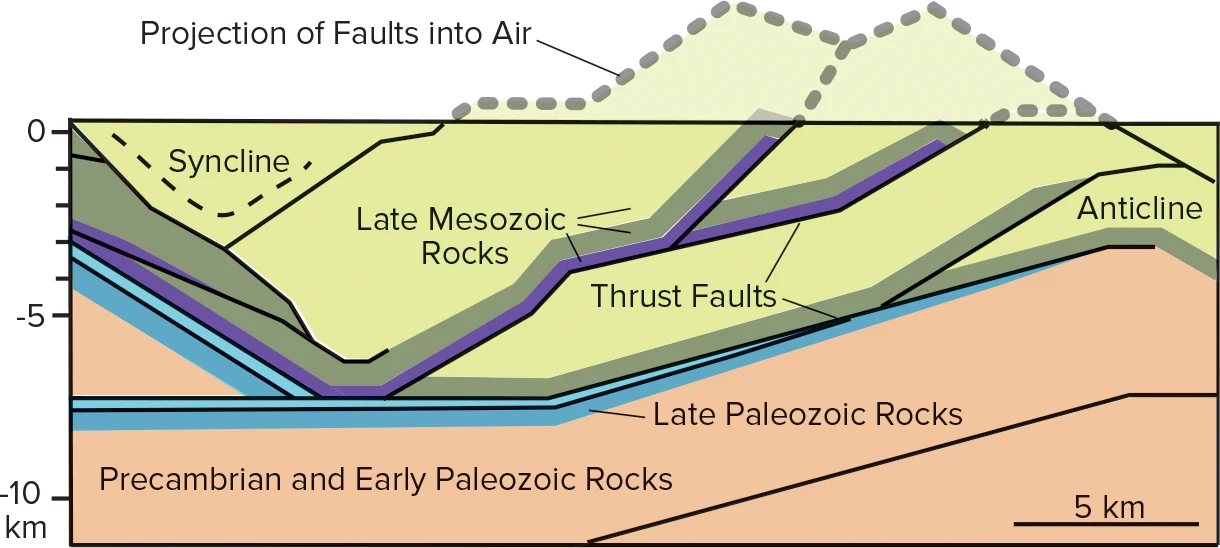 Projection of Faults into Air
0
Syncline
Late Mesozoic
Rocks
Anticline
Thrust Faults
-5
Late Paleozoic Rocks
Precambrian and Early Paleozoic Rocks
-10
km
5 km